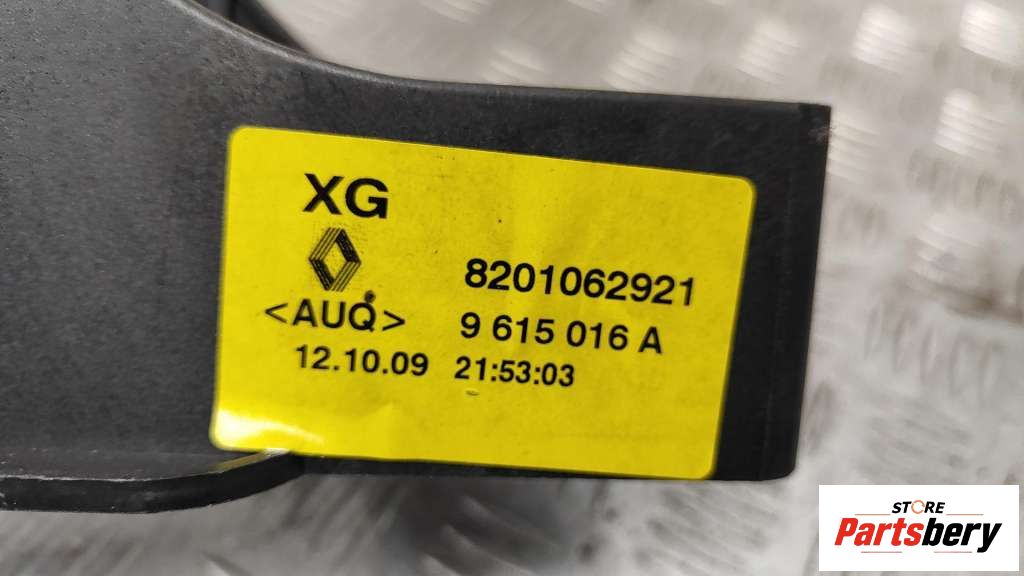 XG
8201062921
<AUQ> 9 615 016 A
12.10.09 21:53:03
STORE
Partsbery